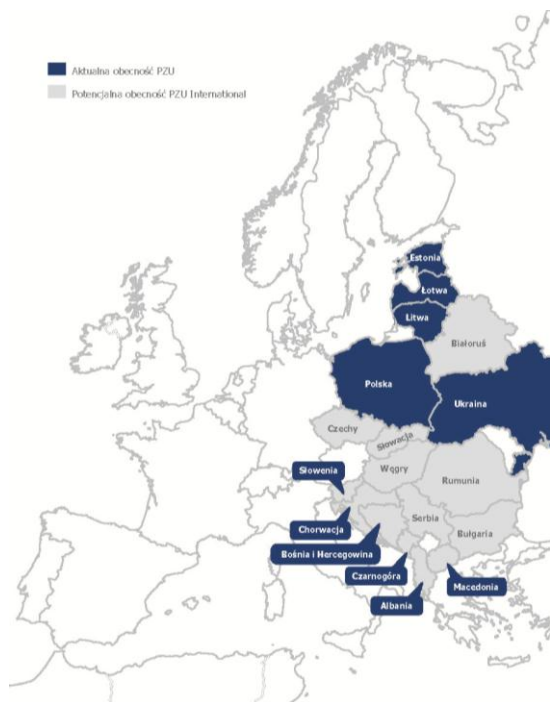 Aktualna obecność PZU
Potencjalna obecność PZU International
Estonia
Łotwa
Litwa
Białoruś
Polska
Ukraina
Czechy
Słowacja
Węgry
Słowenia
Rumunia
Chorwacja
Serbia
Bośnia i Hercegowina
Bułgaria
Czarnogóra
Macedonia
Albania